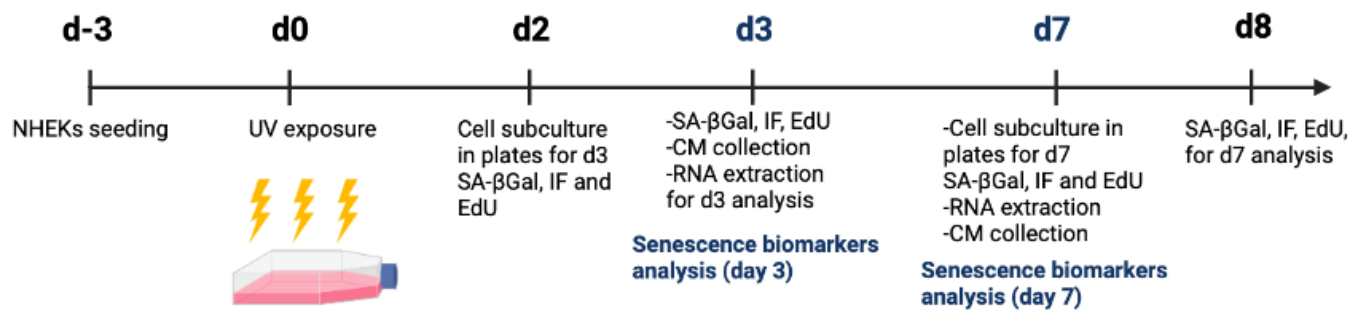 d-3
d0
d2
d3
d7
d8
NHEKs seeding
UV exposure
Cell subculture
in plates for d3
SA-βGal, IF and
EdU
-SA-βGal, IF, EdU
-CM collection
-RNA extraction
for d3 analysis
Senescence biomarkers
analysis (day 3)
-Cell subculture in
plates for d7
SA-βGal, IF and EdU
-RNA extraction
-CM collection
Senescence biomarkers
analysis (day 7)
SA-βGal, IF, EdU,
for d7 analysis